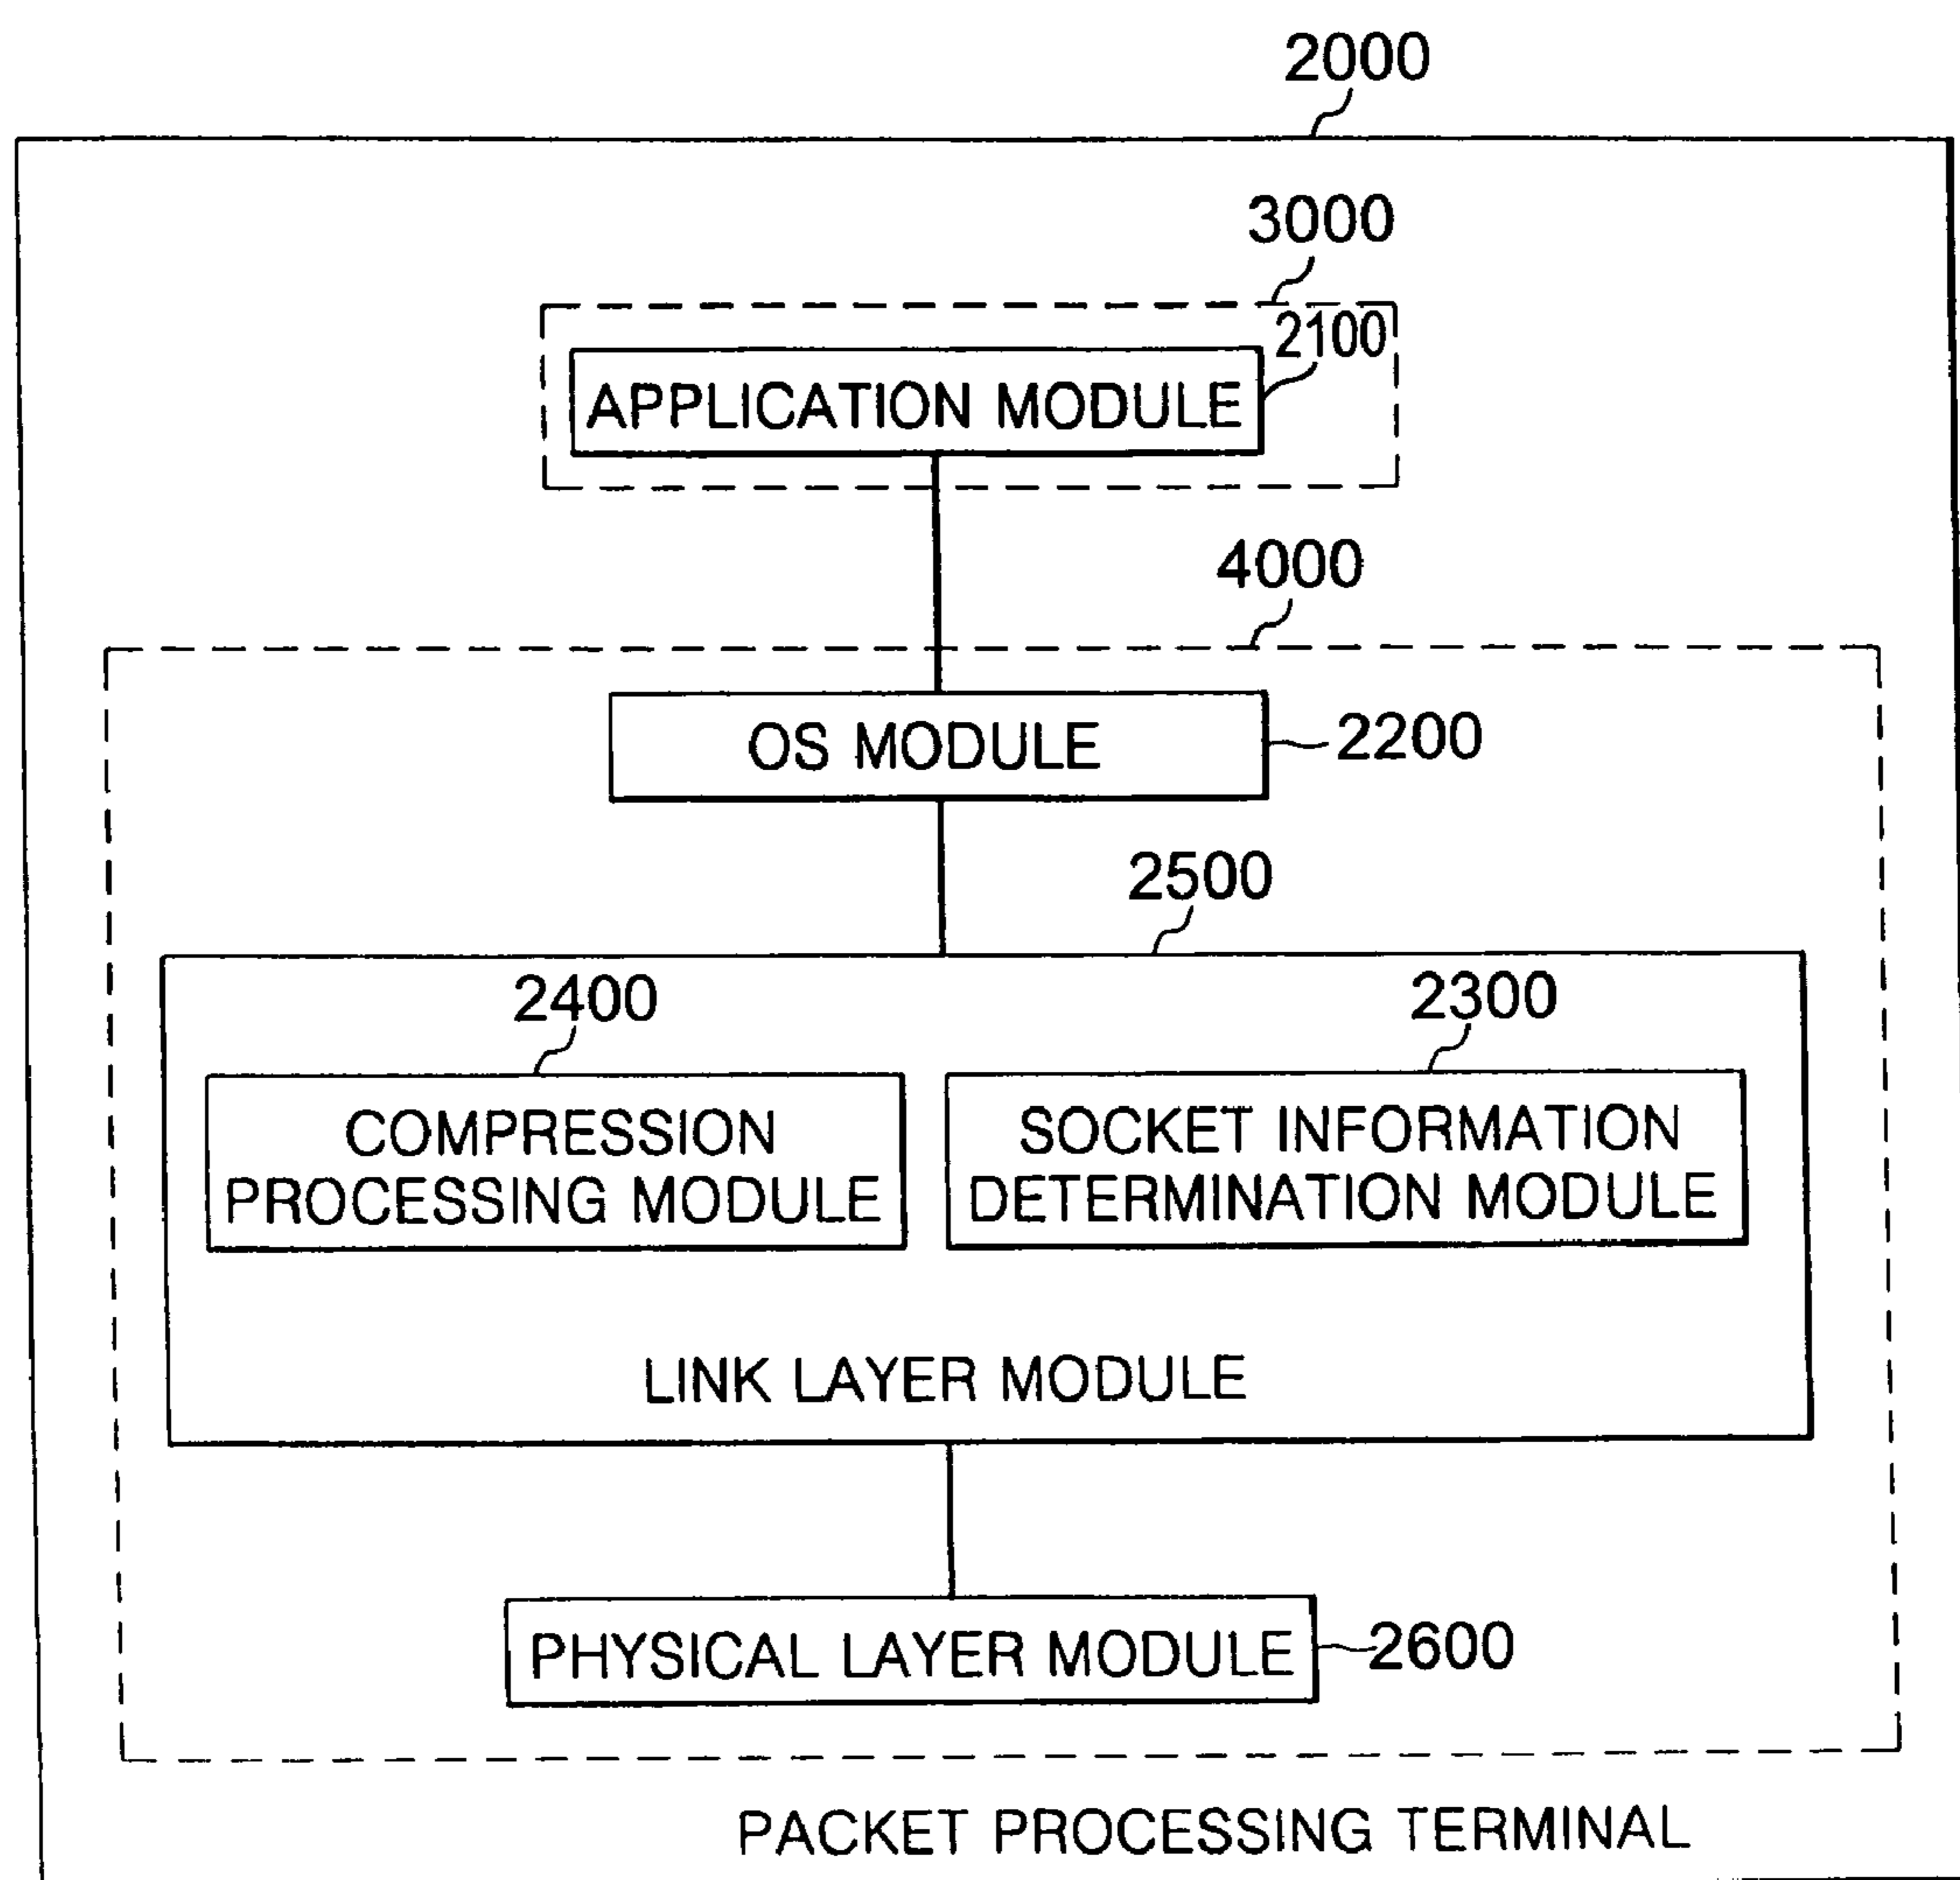 2000
3000
2100
APPLICATION MODULE
4000
OS MODULE
2200
2500
2400
2300
COMPRESSION
PROCESSING MODULE
SOCKET INFORMATION
DETERMINATION MODULE
LINK LAYER MODULE
PHYSICAL LAYER MODULE
2600
PACKET PROCESSING TERMINAL